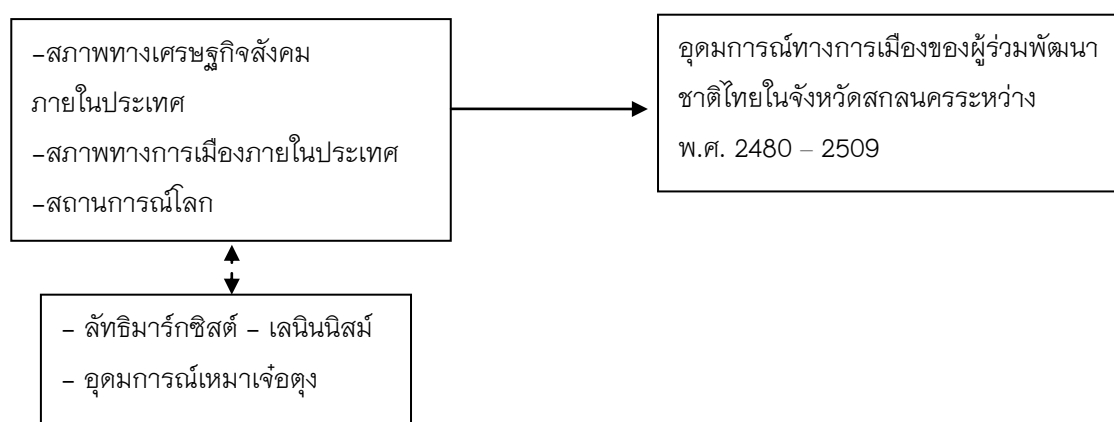 -สภาพทางเศรษฐกิจสังคม
ภายในประเทศ
-สภาพทางการเมืองภายในประเทศ
-สถานการณ์โลก
อุดมการณ์ทางการเมืองของผู้ร่วมพัฒนา
ชาติไทยในจังหวัดสกลนครระหว่าง
พ.ศ. 2480 – 2509
- ลัทธิมาร์กซิสต์ – เลนินนิสม์
- อุดมการณ์เหมาเจ๋อตุง